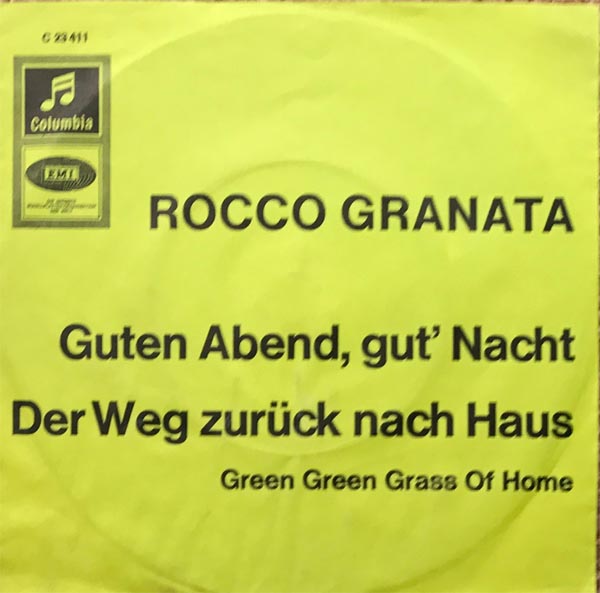 C 23 411
Columbia
EMI
ROCCO GRANATA
Guten Abend, gut' Nacht
Der Weg zurück nach Haus
Green Green Grass Of Home